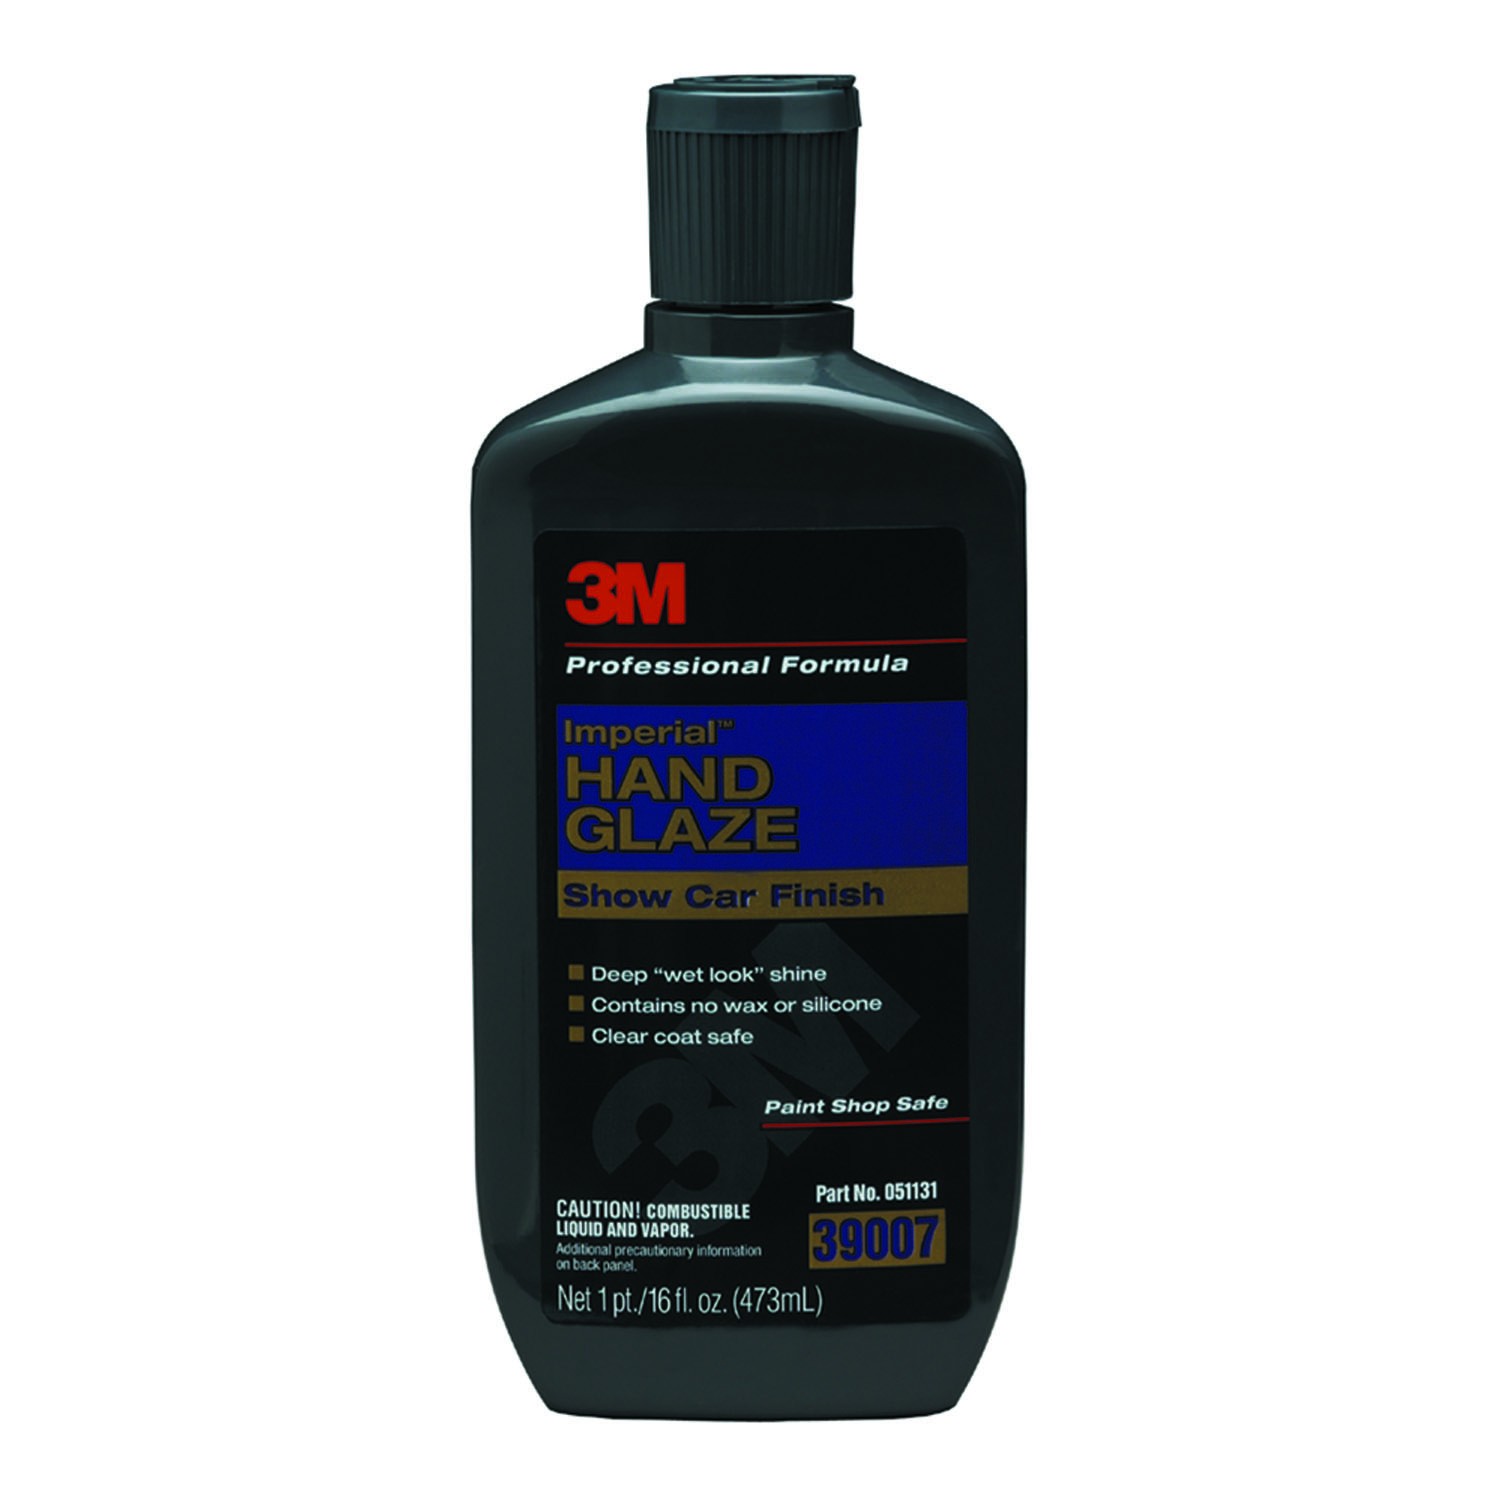 3M
Professional Formula
Imperial™
HAND
GLAZE
Show Car Finish
Deep “wet look” shine
Contains no wax or silicone
Clear coat safe
3M
Paint Shop Safe
Part No. 051131
39007
CAUTION! COMBUSTIBLE
LIQUID AND VAPOR.
Additional precautionary information
on back panel.
Net 1 pt./16 fl. oz. (473mL)